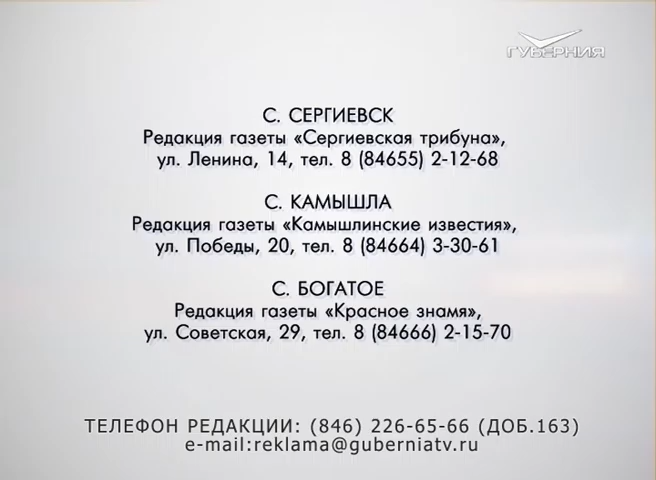 ГУБЕРНИЯ
С. СЕРГИЕВСК
Редакция газеты «Сергиевская трибуна»,
ул. Ленина, 14, тел. 8 (84655) 2-12-68
С. КАМЫШЛА
Редакция газеты «Камышлинские известия»,
ул. Победы, 20, тел. 8 (84664) 3-30-61
С. БОГАТОЕ
Редакция газеты «Красное знамя»,
ул. Советская, 29, тел. 8 (84666) 2-15-70
ТЕЛЕФОН РЕДАКЦИИ: (846) 226-65-66 (ДОБ.163)
e-mail:reklama@guberniatv.ru